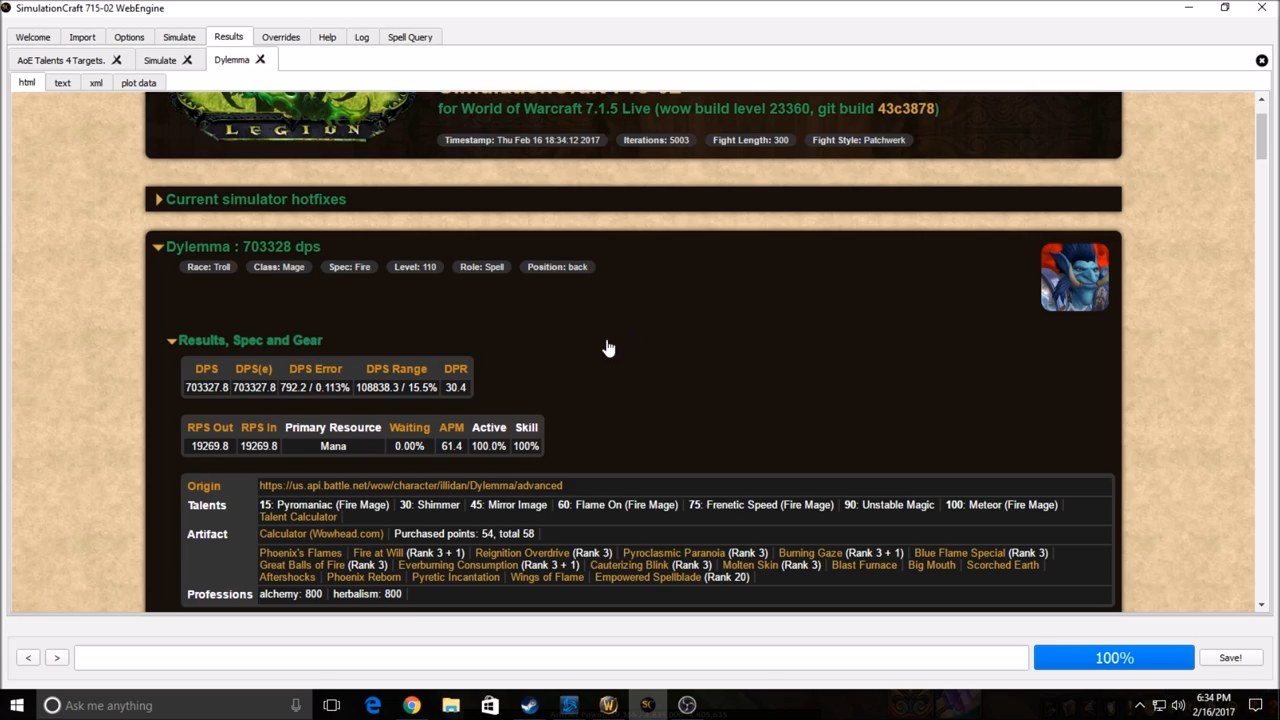 SimulationCraft 715-02 WebEngine
Welcome Import Options Simulate Results Overrides Help Log Spell Query
AoE Talents 4 Targets. Simulate Dylemma
html text xml plot data
LEGION
for World of Warcraft 7.1.5 Live (wow build level 23360, git build 43c3878)
Timestamp: Thu Feb 16 18:34:12 2017 Iterations: 5003 Fight Length: 300 Fight Style: Patchwerk
Current simulator hotfixes
Dylemma : 703328 dps
Race: Troll Class: Mage Spec: Fire Level: 110 Role: Spell Position: back
Results, Spec and Gear
DPS DPS(e) DPS Error DPS Range DPR
703327.8 703327.8 792.2 / 0.113% 108838.3 / 15.5% 30.4
RPS Out RPS In Primary Resource Waiting APM Active Skill
19269.8 19269.8 Mana 0.00% 61.4 100.0% 100%
Origin https://us.api.battle.net/wow/character/illidan/Dylemma/advanced
Talents 15: Pyromaniac (Fire Mage) 30: Shimmer 45: Mirror Image 60: Flame On (Fire Mage) 75: Frenetic Speed (Fire Mage) 90: Unstable Magic 100: Meteor (Fire Mage)
Talent Calculator
Artifact Calculator (Wowhead.com) Purchased points: 54, total 58
Phoenix's Flames Fire at Will (Rank 3 + 1) Reignition Overdrive (Rank 3) Pyroclasmic Paranoia (Rank 3) Burning Gaze (Rank 3 + 1) Blue Flame Special (Rank 3)
Great Balls of Fire (Rank 3) Everburning Consumption (Rank 3 + 1) Cauterizing Blink (Rank 3) Molten Skin (Rank 3) Blast Furnace Big Mouth Scorched Earth
Aftershocks Phoenix Reborn Pyretic Incantation Wings of Flame Empowered Spellblade (Rank 20)
Professions alchemy: 800 herbalism: 800
< > 100% Save!
Ask me anything
6:34 PM
2/16/2017